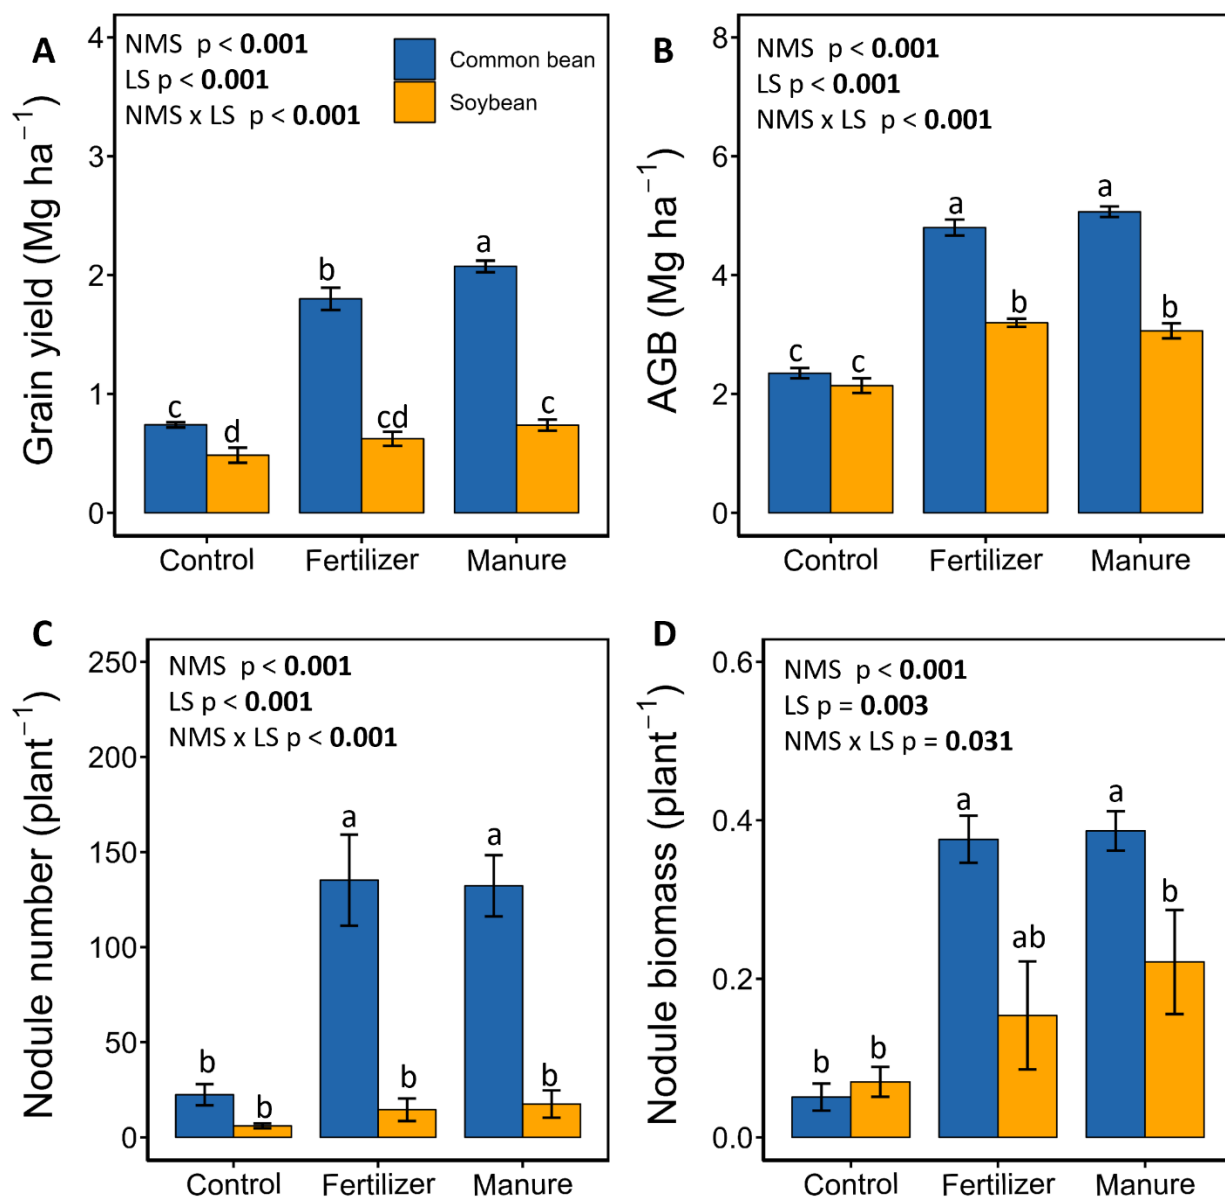 A
NMS p < 0.001
LS p < 0.001
NMS x LS p < 0.001
Common bean
Soybean
Grain yield (Mg ha⁻¹)
4
3
2
1
0
c
d
b
cd
a
c
Control
Fertilizer
Manure
B
NMS p < 0.001
LS p < 0.001
NMS x LS p < 0.001
AGB (Mg ha⁻¹)
8
6
4
2
0
c
c
a
b
a
b
Control
Fertilizer
Manure
C
NMS p < 0.001
LS p < 0.001
NMS x LS p < 0.001
Nodule number (plant⁻¹)
250
200
150
100
50
0
b
b
a
b
a
b
Control
Fertilizer
Manure
D
NMS p < 0.001
LS p = 0.003
NMS x LS p = 0.031
Nodule biomass (plant⁻¹)
0.6
0.4
0.2
0.0
b
b
a
ab
a
b
Control
Fertilizer
Manure